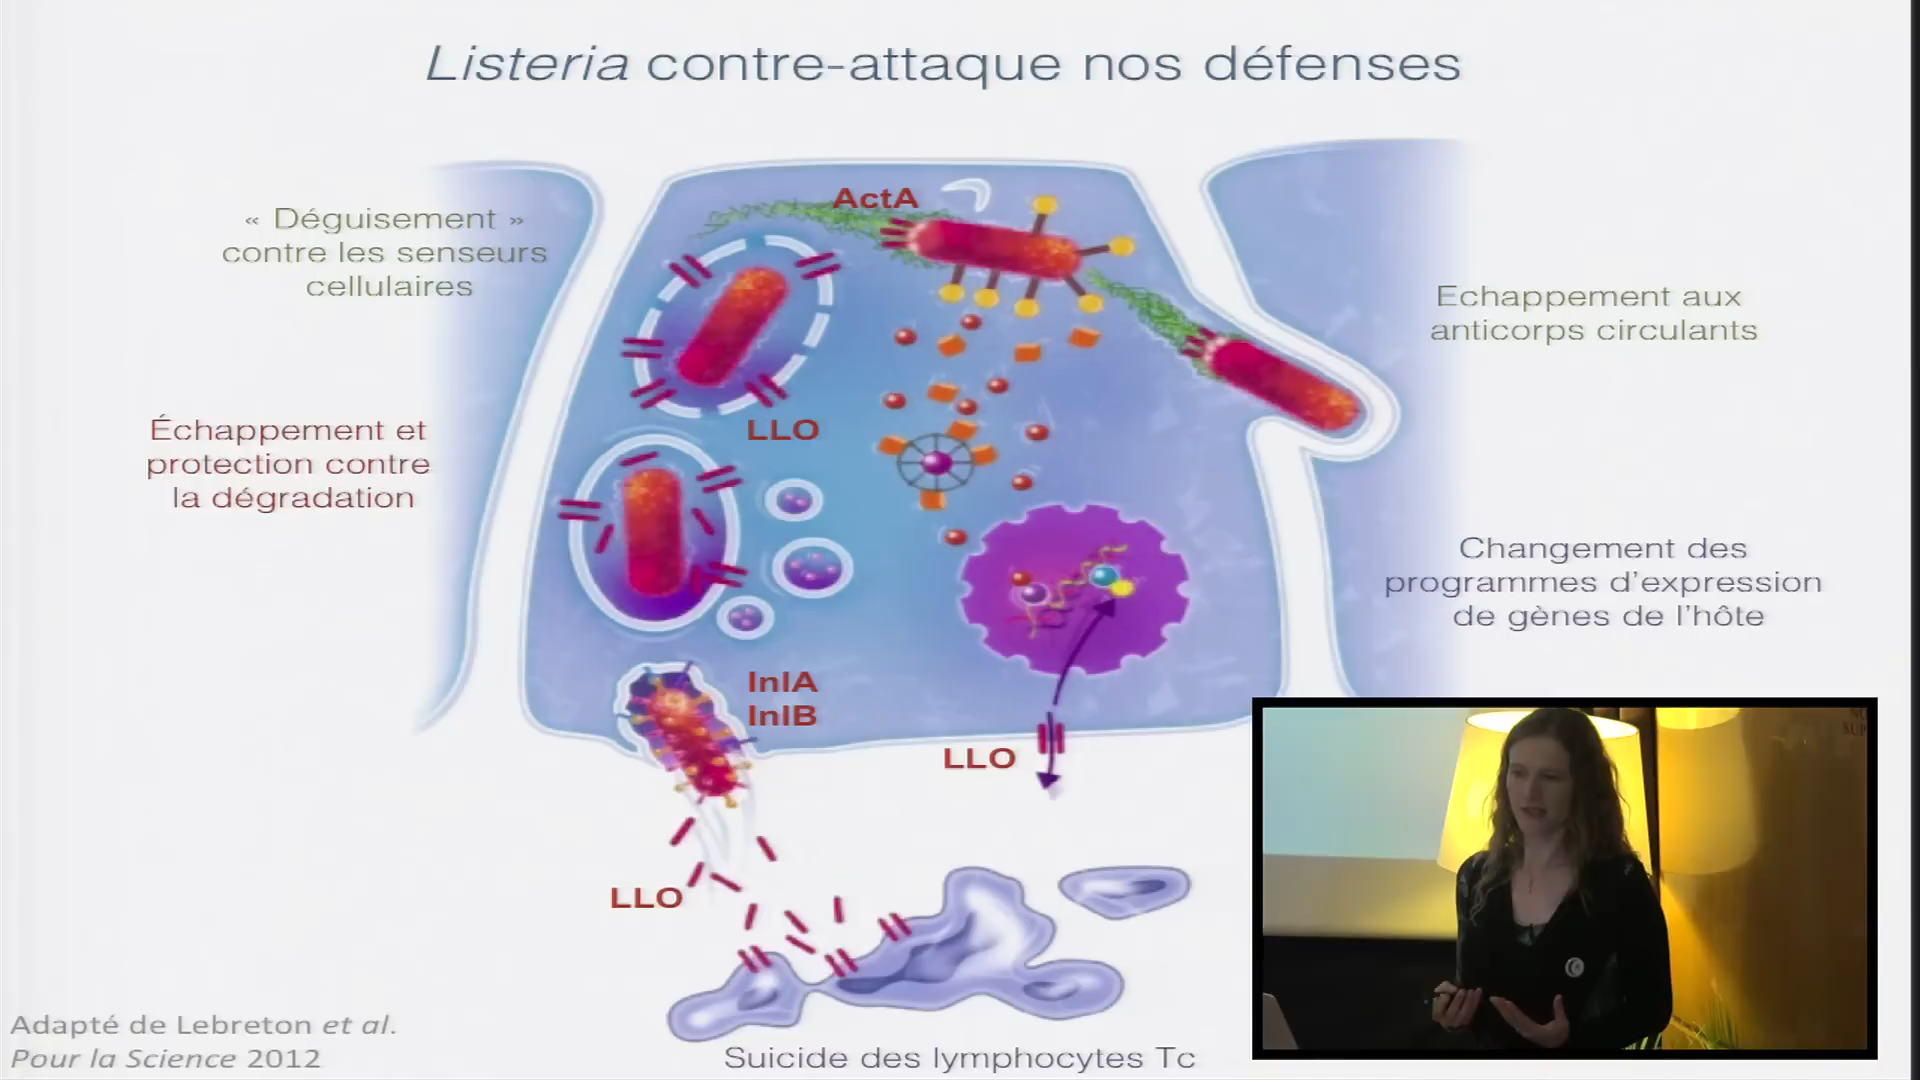 Listeria contre-attaque nos défenses
« Déguisement »
contre les senseurs
cellulaires
ActA
Echappement aux
anticorps circulants
LLO
Échappement et
protection contre
la dégradation
Changement des
programmes d'expression
de gènes de l'hôte
InlA
InlB
LLO
LLO
Adapté de Lebreton et al.
Pour la Science 2012
Suicide des lymphocytes Tc